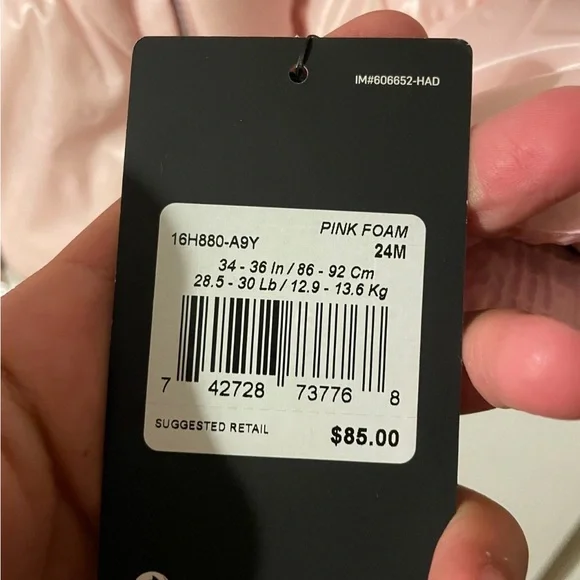 IM#606652-HAD
PINK FOAM
16H880-A9Y 24M
34 - 36 In / 86 - 92 Cm
28.5 - 30 Lb / 12.9 - 13.6 Kg
7 42728 73776 8
SUGGESTED RETAIL $85.00